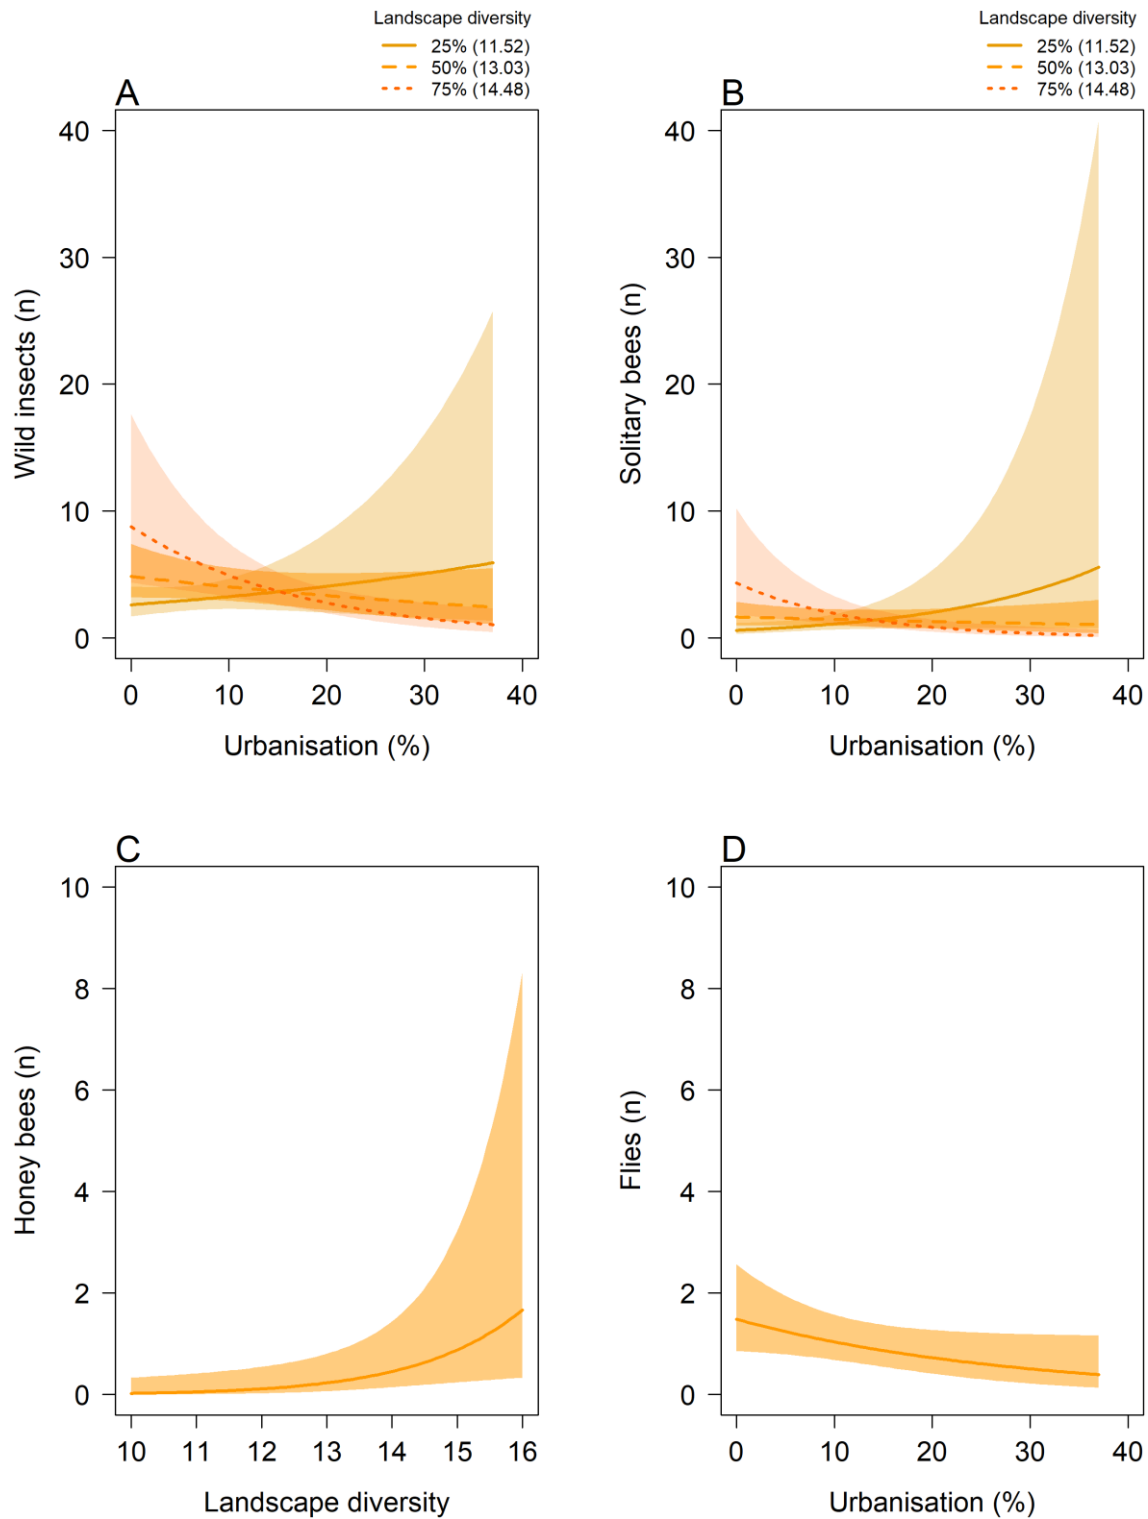 Landscape diversity
25% (11.52)
50% (13.03)
75% (14.48)
A
40
30
20
10
0
Wild insects (n)
0 10 20 30 40
Urbanisation (%)
Landscape diversity
25% (11.52)
50% (13.03)
75% (14.48)
B
40
30
20
10
0
Solitary bees (n)
0 10 20 30 40
Urbanisation (%)
C
10
8
6
4
2
0
Honey bees (n)
10 11 12 13 14 15 16
Landscape diversity
D
10
8
6
4
2
0
Flies (n)
0 10 20 30 40
Urbanisation (%)